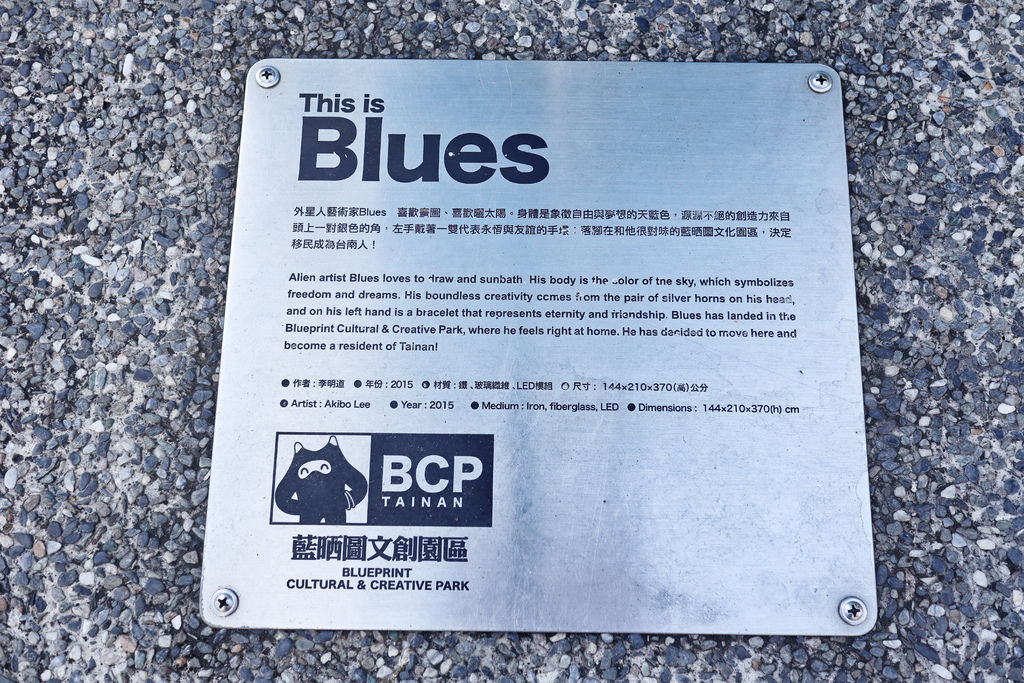 This is
Blues
外星人藝術家Blues 喜歡畫圖、喜歡曬太陽。身體是象徵自由與夢想的天藍色，源源不絕的創造力來自
頭上一對銀色的角，左手戴著一雙代表永恆與友誼的手環；落腳在和他很對味的藍晒圖文化園區，決定
移民成為台南人！
Alien artist Blues loves to draw and sunbath. His body is the color of the sky, which symbolizes
freedom and dreams. His boundless creativity comes from the pair of silver horns on his head,
and on his left hand is a bracelet that represents eternity and friendship. Blues has landed in the
Blueprint Cultural & Creative Park, where he feels right at home. He has decided to move here and
become a resident of Tainan!
● 作者：李明道 ● 年份：2015 ● 材質：鐵、玻璃纖維、LED模組 ● 尺寸：144×210×370(高)公分
● Artist : Akibo Lee ● Year : 2015 ● Medium : Iron, fiberglass, LED ● Dimensions : 144×210×370(h) cm
BCP
TAINAN
藍晒圖文創園區
BLUEPRINT
CULTURAL & CREATIVE PARK